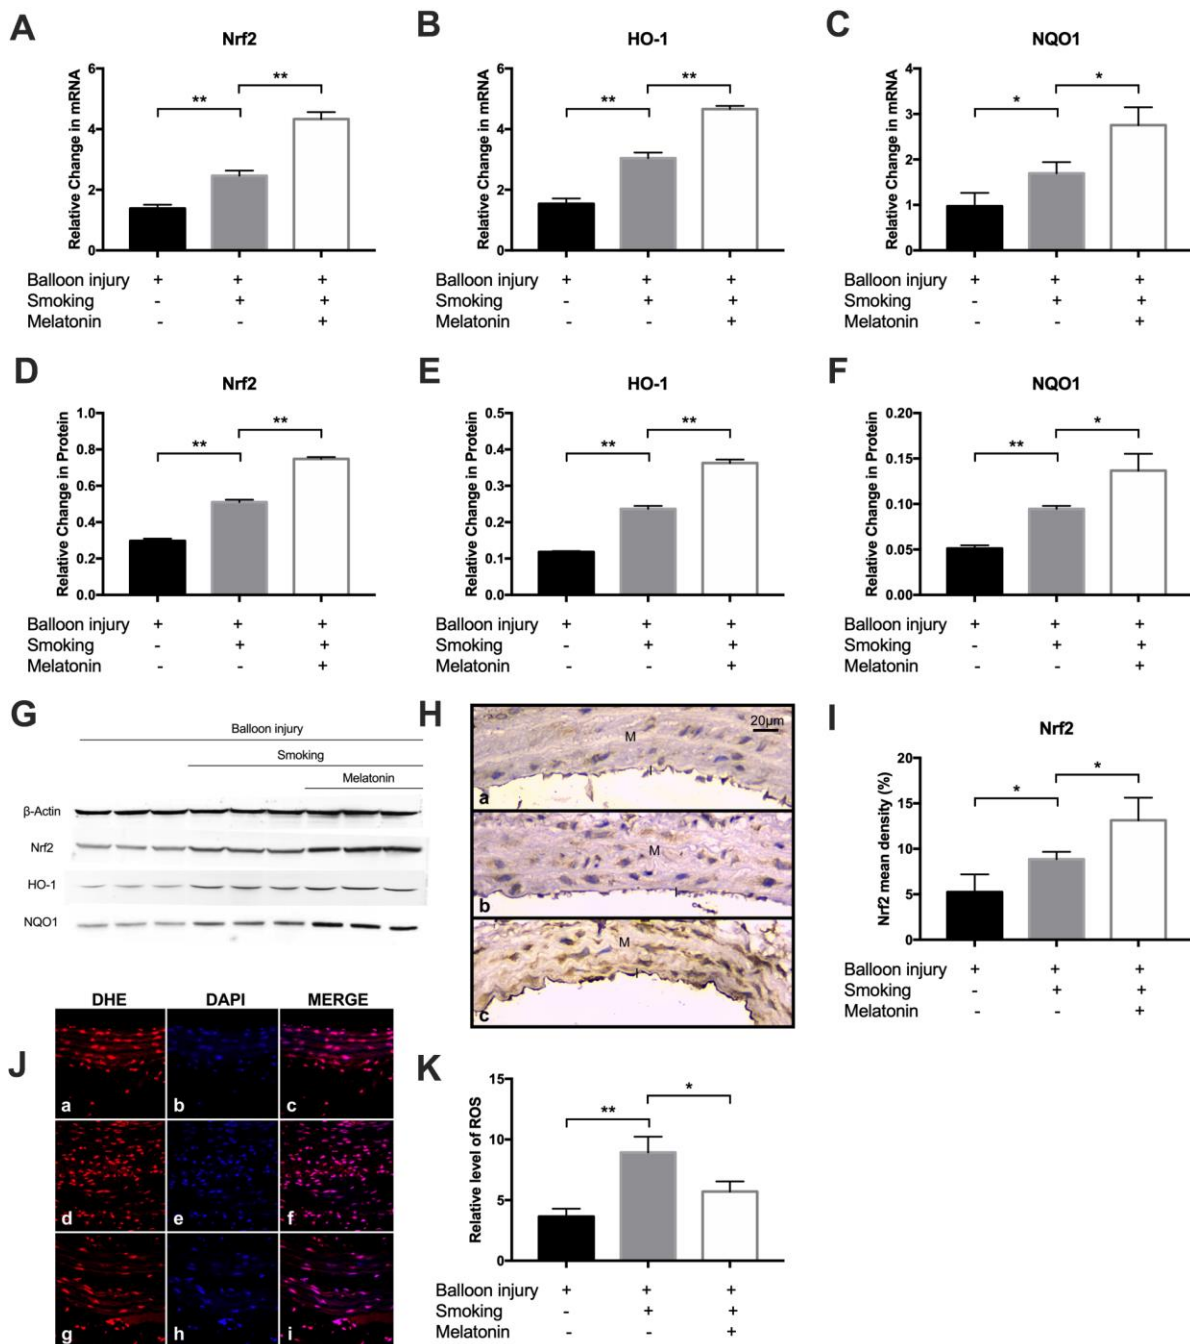 A
Nrf2
Relative Change in mRNA
6
4
2
0
**
**
Balloon injury + + +
Smoking - + +
Melatonin - - +
B
HO-1
Relative Change in mRNA
6
4
2
0
**
**
Balloon injury + + +
Smoking - + +
Melatonin - - +
C
NQO1
Relative Change in mRNA
4
3
2
1
0
*
*
Balloon injury + + +
Smoking - + +
Melatonin - - +
D
Nrf2
Relative Change in Protein
1.0
0.8
0.6
0.4
0.2
0.0
**
**
Balloon injury + + +
Smoking - + +
Melatonin - - +
E
HO-1
Relative Change in Protein
0.5
0.4
0.3
0.2
0.1
0.0
**
**
Balloon injury + + +
Smoking - + +
Melatonin - - +
F
NQO1
Relative Change in Protein
0.20
0.15
0.10
0.05
0.00
**
*
Balloon injury + + +
Smoking - + +
Melatonin - - +
G
Balloon injury
Smoking
Melatonin
β-Actin
Nrf2
HO-1
NQO1
H
20μm
M
I
a
M
I
b
M
I
c
I
Nrf2
Nrf2 mean density (%)
20
15
10
5
0
*
*
Balloon injury + + +
Smoking - + +
Melatonin - - +
J
DHE DAPI MERGE
a b c
d e f
g h i
K
Relative level of ROS
15
10
5
0
**
*
Balloon injury + + +
Smoking - + +
Melatonin - - +